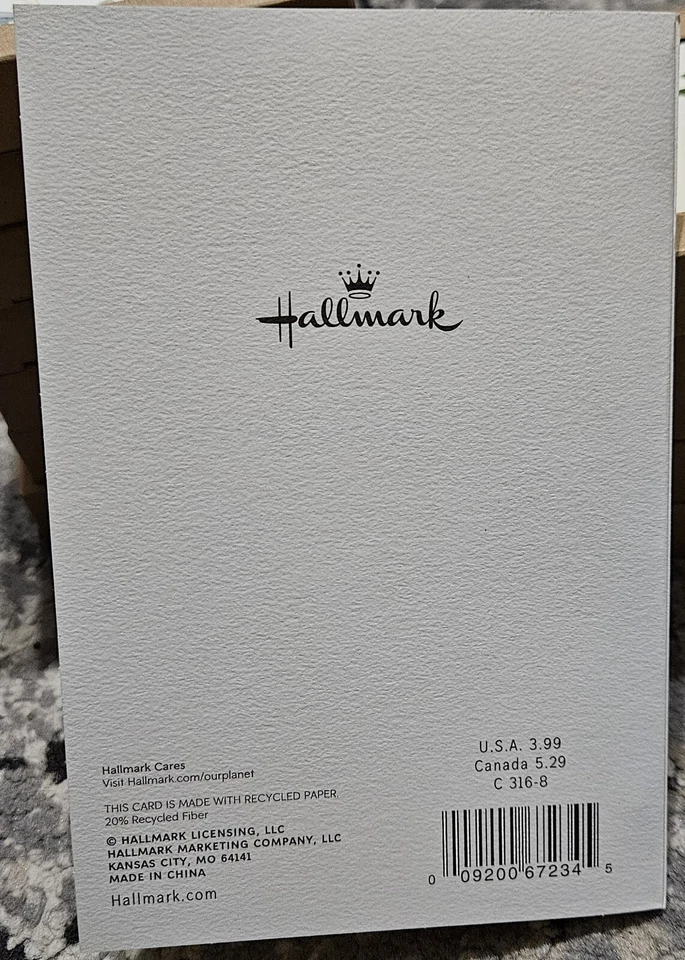 Hallmark
Hallmark Cares
Visit Hallmark.com/ourplanet
THIS CARD IS MADE WITH RECYCLED PAPER.
20% Recycled Fiber
© HALLMARK LICENSING, LLC
HALLMARK MARKETING COMPANY, LLC
KANSAS CITY, MO 64141
MADE IN CHINA
Hallmark.com
U.S.A. 3.99
Canada 5.29
C 316-8
0 09200 67234 5